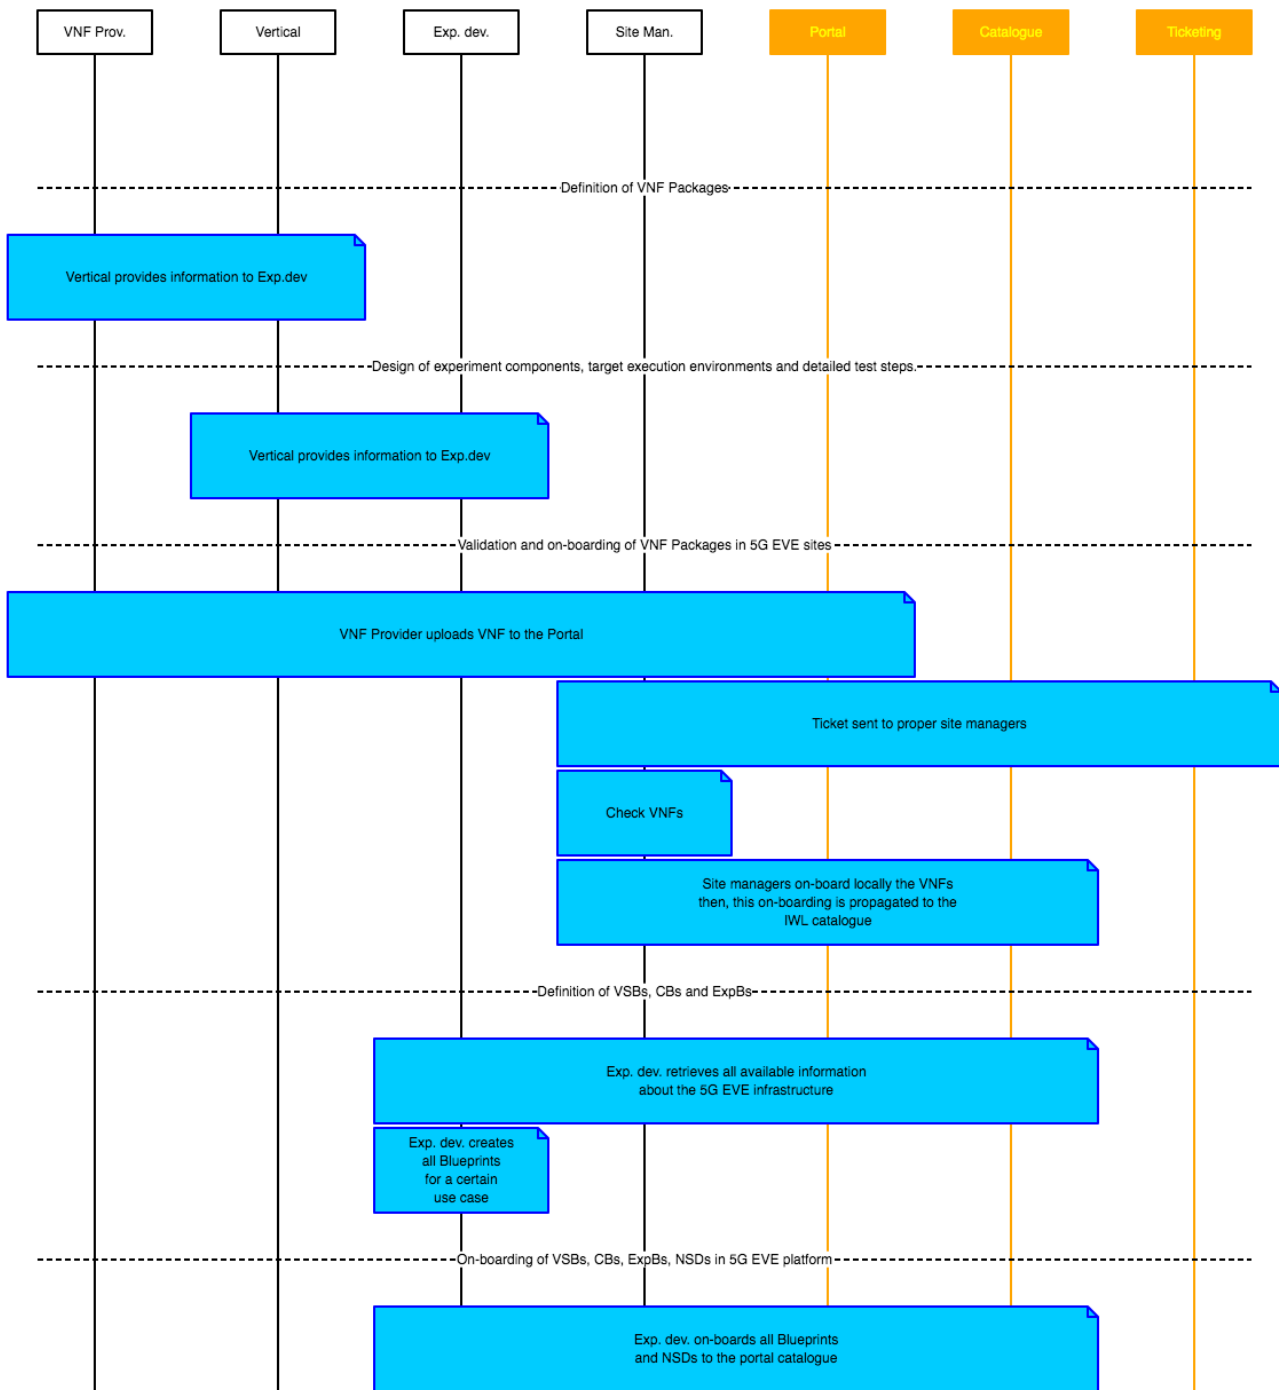 VNF Prov.
Vertical
Exp. dev.
Site Man.
Portal
Catalogue
Ticketing
Definition of VNF Packages
Vertical provides information to Exp.dev
Design of experiment components, target execution environments and detailed test steps.
Vertical provides information to Exp.dev
Validation and on-boarding of VNF Packages in 5G EVE sites
VNF Provider uploads VNF to the Portal
Ticket sent to proper site managers
Check VNFs
Site managers on-board locally the VNFs
then, this on-boarding is propagated to the
IWL catalogue
Definition of VSBs, CBs and ExpBs
Exp. dev. retrieves all available information
about the 5G EVE infrastructure
Exp. dev. creates
all Blueprints
for a certain
use case
On-boarding of VSBs, CBs, ExpBs, NSDs in 5G EVE platform
Exp. dev. on-boards all Blueprints
and NSDs to the portal catalogue